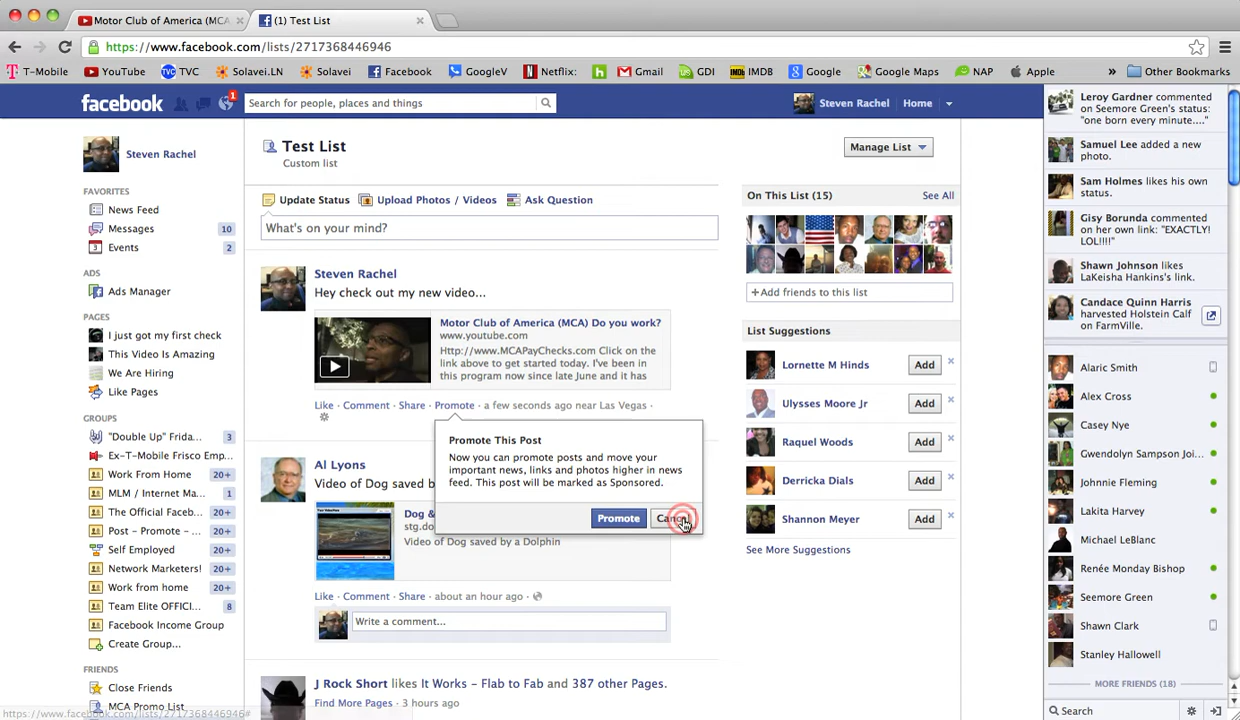 Motor Club of America (MCA
(1) Test List
https://www.facebook.com/lists/2717368446946
T-Mobile
YouTube
TVC
Solavei.LN
Solavei
Facebook
GoogleV
Netflix:
Gmail
GDI
IMDB
Google
Google Maps
NAP
Apple
»
Other Bookmarks
facebook
1
Search for people, places and things
Steven Rachel
Home
Steven Rachel
FAVORITES
News Feed
Messages 10
Events 2
ADS
Ads Manager
PAGES
I just got my first check
This Video Is Amazing
We Are Hiring
Like Pages
GROUPS
"Double Up" Frida... 3
Ex-T-Mobile Frisco Emp...
Work From Home 20+
MLM / Internet Ma... 1
The Official Faceb... 20+
Post - Promote - ... 20+
Self Employed 20+
Network Marketers! 20+
Work from home 20+
Team Elite OFFICI... 8
Facebook Income Group
Create Group...
FRIENDS
Close Friends
MCA Promo List
https://www.facebook.com/lists/2717368446946#
Test List
Custom list
Manage List
Update Status
Upload Photos / Videos
Ask Question
What's on your mind?
Steven Rachel
Hey check out my new video...
Motor Club of America (MCA) Do you work?
www.youtube.com
Http://www.MCAPayChecks.com Click on the
link above to get started today. I've been in
this program now since late June and it has
Like · Comment · Share · Promote · a few seconds ago near Las Vegas ·
Promote This Post
Now you can promote posts and move your
important news, links and photos higher in news
feed. This post will be marked as Sponsored.
Promote
Cancel
Al Lyons
Video of Dog saved b
Dog &
stg.do
Video of Dog saved by a Dolphin
Like · Comment · Share · about an hour ago ·
Write a comment...
J Rock Short likes It Works - Flab to Fab and 387 other Pages.
Find More Pages · 3 hours ago
On This List (15)
See All
+Add friends to this list
List Suggestions
Lornette M Hinds
Add
Ulysses Moore Jr
Add
Raquel Woods
Add
Derricka Dials
Add
Shannon Meyer
Add
See More Suggestions
Leroy Gardner commented
on Seemore Green's status:
"one born every minute...."
Samuel Lee added a new
photo.
Sam Holmes likes his own
status.
Gisy Borunda commented
on her own link: "EXACTLY!
LOL!!!!"
Shawn Johnson likes
LaKeisha Hankins's link.
Candace Quinn Harris
harvested Holstein Calf
on FarmVille.
Alaric Smith
Alex Cross
Casey Nye
Gwendolyn Sampson Joi...
Johnnie Fleming
Lakita Harvey
Michael LeBlanc
Renée Monday Bishop
Seemore Green
Shawn Clark
Stanley Hallowell
MORE FRIENDS (18)
Search